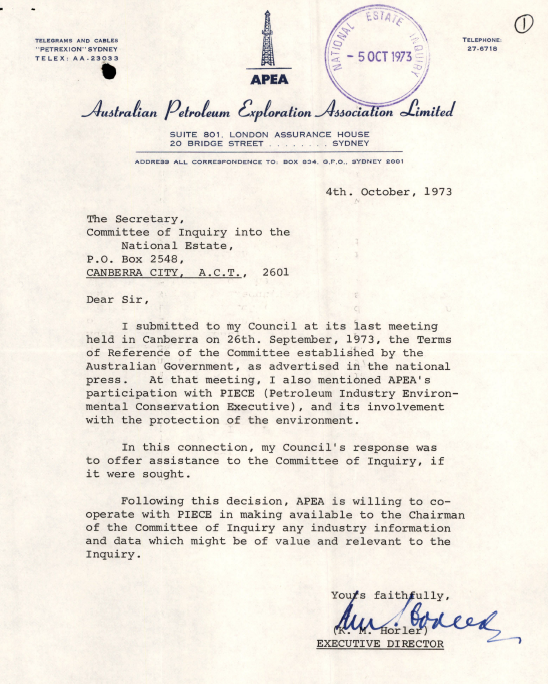 TELEGRAMS AND CABLES
"PETREXION" SYDNEY
TELEX: AA-23033
NATIONAL ESTATE INQUIRY
- 5 OCT 1973
1
TELEPHONE:
27-6718
APEA
Australian Petroleum Exploration Association Limited
SUITE 801, LONDON ASSURANCE HOUSE
20 BRIDGE STREET . . . . . . . . SYDNEY
ADDRESS ALL CORRESPONDENCE TO: BOX 834, G.P.O., SYDNEY 2001
4th. October, 1973
The Secretary,
Committee of Inquiry into the
National Estate,
P.O. Box 2548,
CANBERRA CITY, A.C.T., 2601
Dear Sir,
I submitted to my Council at its last meeting
held in Canberra on 26th. September, 1973, the Terms
of Reference of the Committee established by the
Australian Government, as advertised in the national
press. At that meeting, I also mentioned APEA's
participation with PIECE (Petroleum Industry Environ-
mental Conservation Executive), and its involvement
with the protection of the environment.
In this connection, my Council's response was
to offer assistance to the Committee of Inquiry, if
it were sought.
Following this decision, APEA is willing to co-
operate with PIECE in making available to the Chairman
of the Committee of Inquiry any industry information
and data which might be of value and relevant to the
Inquiry.
Yours faithfully,
(R. M. Horler)
EXECUTIVE DIRECTOR